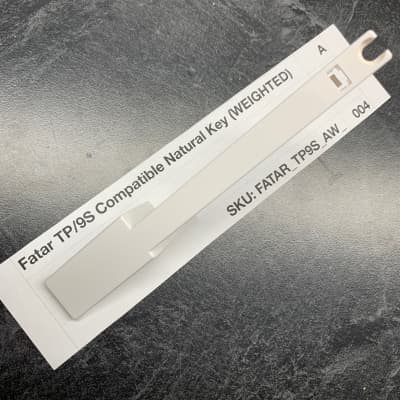 Fatar TP/9S Compatible Natural Key (WEIGHTED) A
SKU: FATAR_TP9S_AW_ 004